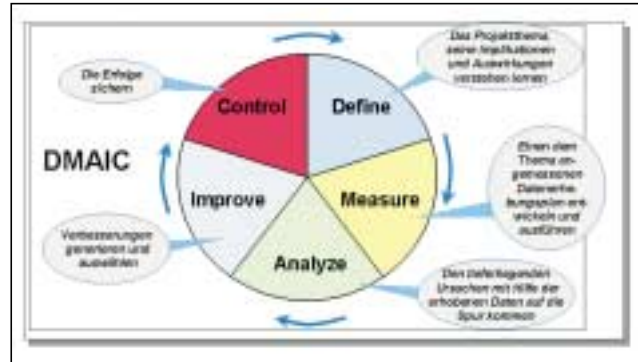 Das Projektthema,
seine Implikationen
und Auswirkungen
verstehen lernen
Die Erfolge
sichern
Control
Define
DMAIC
Einen dem
Thema an-
gemessenen
Datenerhe-
bungsplan ent-
wickeln und
ausführen
Improve
Measure
Verbesserungen
generieren und
auswählen
Analyze
Den tieferliegenden
Ursachen mit Hilfe der
erhobenen Daten auf die
Spur kommen